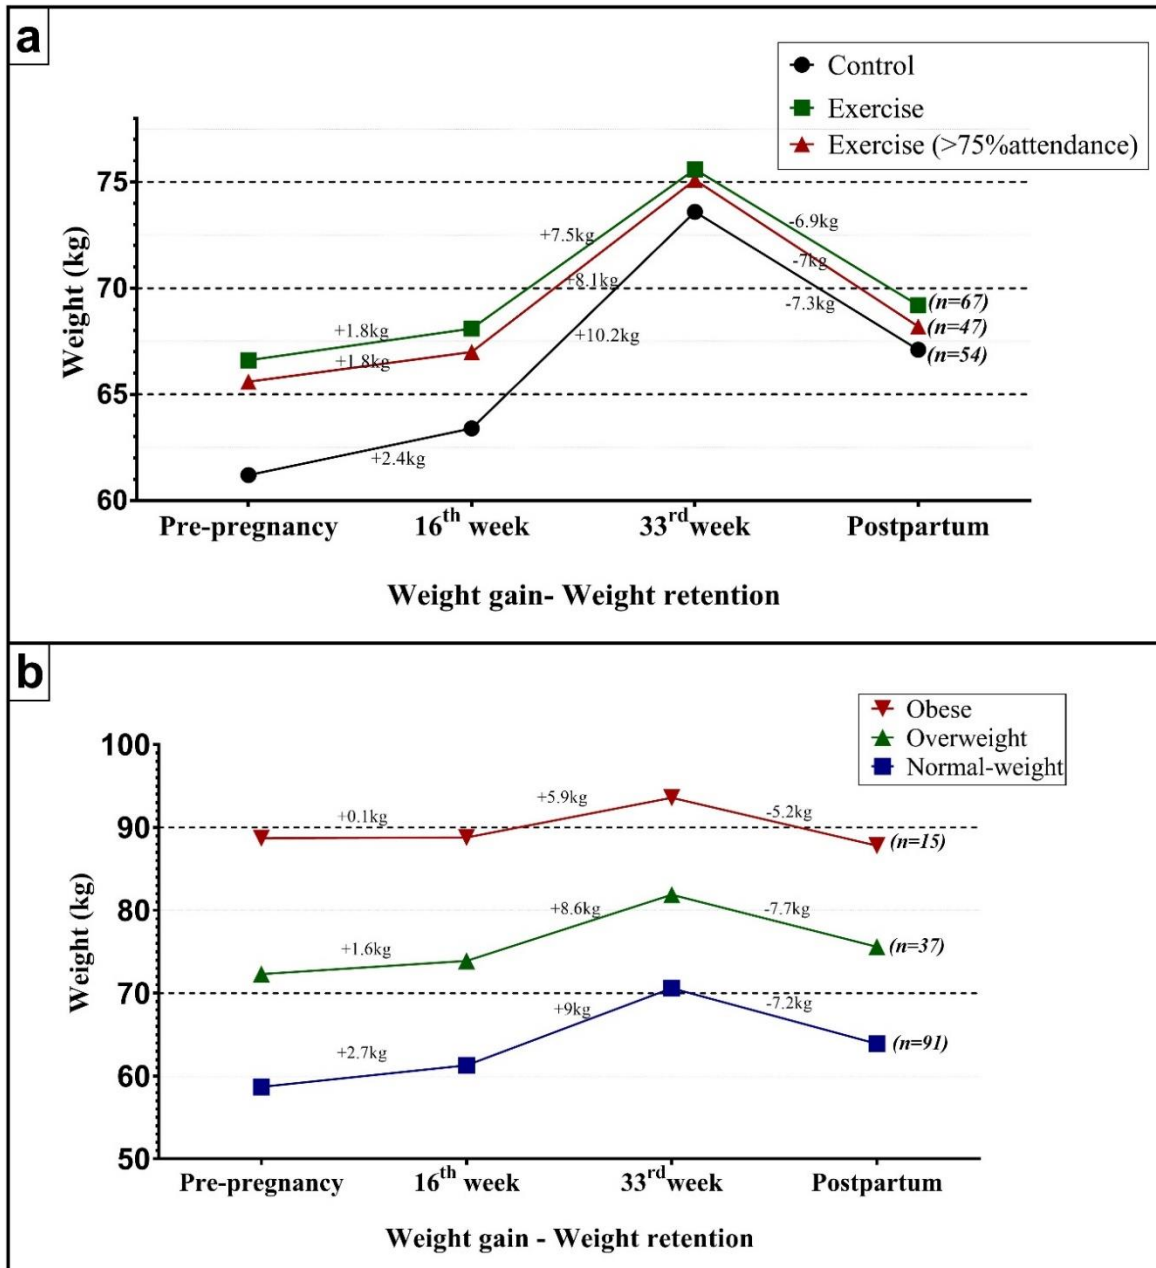 a
Control
Exercise
Exercise (>75%attendance)
Weight (kg)
75
70
65
60
+1.8kg
+1.8kg
+2.4kg
+7.5kg
+8.1kg
+10.2kg
-6.9kg
-7kg
-7.3kg
(n=67)
(n=47)
(n=54)
Pre-pregnancy 16th week 33rd week Postpartum
Weight gain- Weight retention
b
Obese
Overweight
Normal-weight
Weight (kg)
100
90
80
70
60
50
+0.1kg
+5.9kg
-5.2kg
(n=15)
+1.6kg
+8.6kg
-7.7kg
(n=37)
+2.7kg
+9kg
-7.2kg
(n=91)
Pre-pregnancy 16th week 33rd week Postpartum
Weight gain - Weight retention